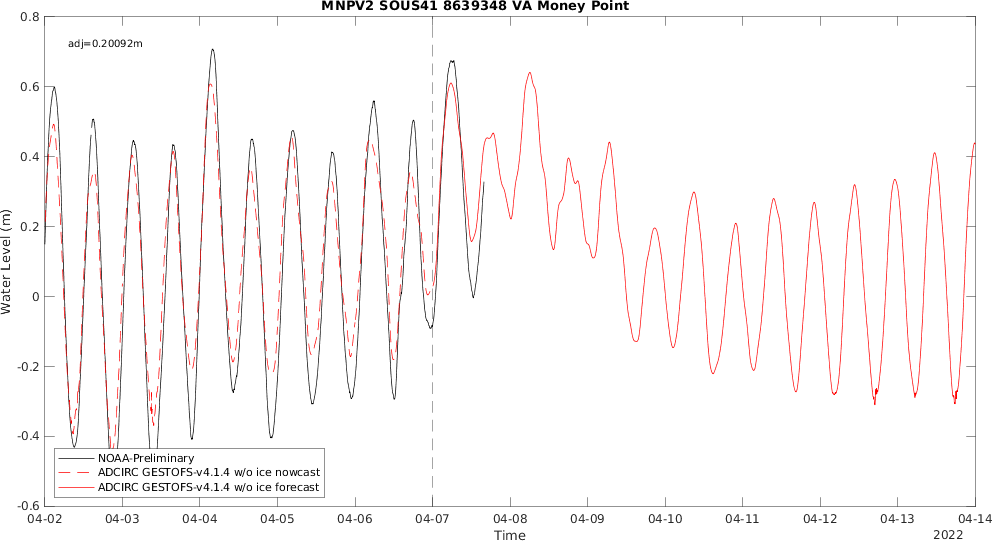 MNPV2 SOUS41 8639348 VA Money Point
adj=0.20092m
Water Level (m)
0.8
0.6
0.4
0.2
0
-0.2
-0.4
-0.6
NOAA-Preliminary
ADCIRC GESTOFS-v4.1.4 w/o ice nowcast
ADCIRC GESTOFS-v4.1.4 w/o ice forecast
04-02 04-03 04-04 04-05 04-06 04-07 04-08 04-09 04-10 04-11 04-12 04-13 04-14
Time
2022